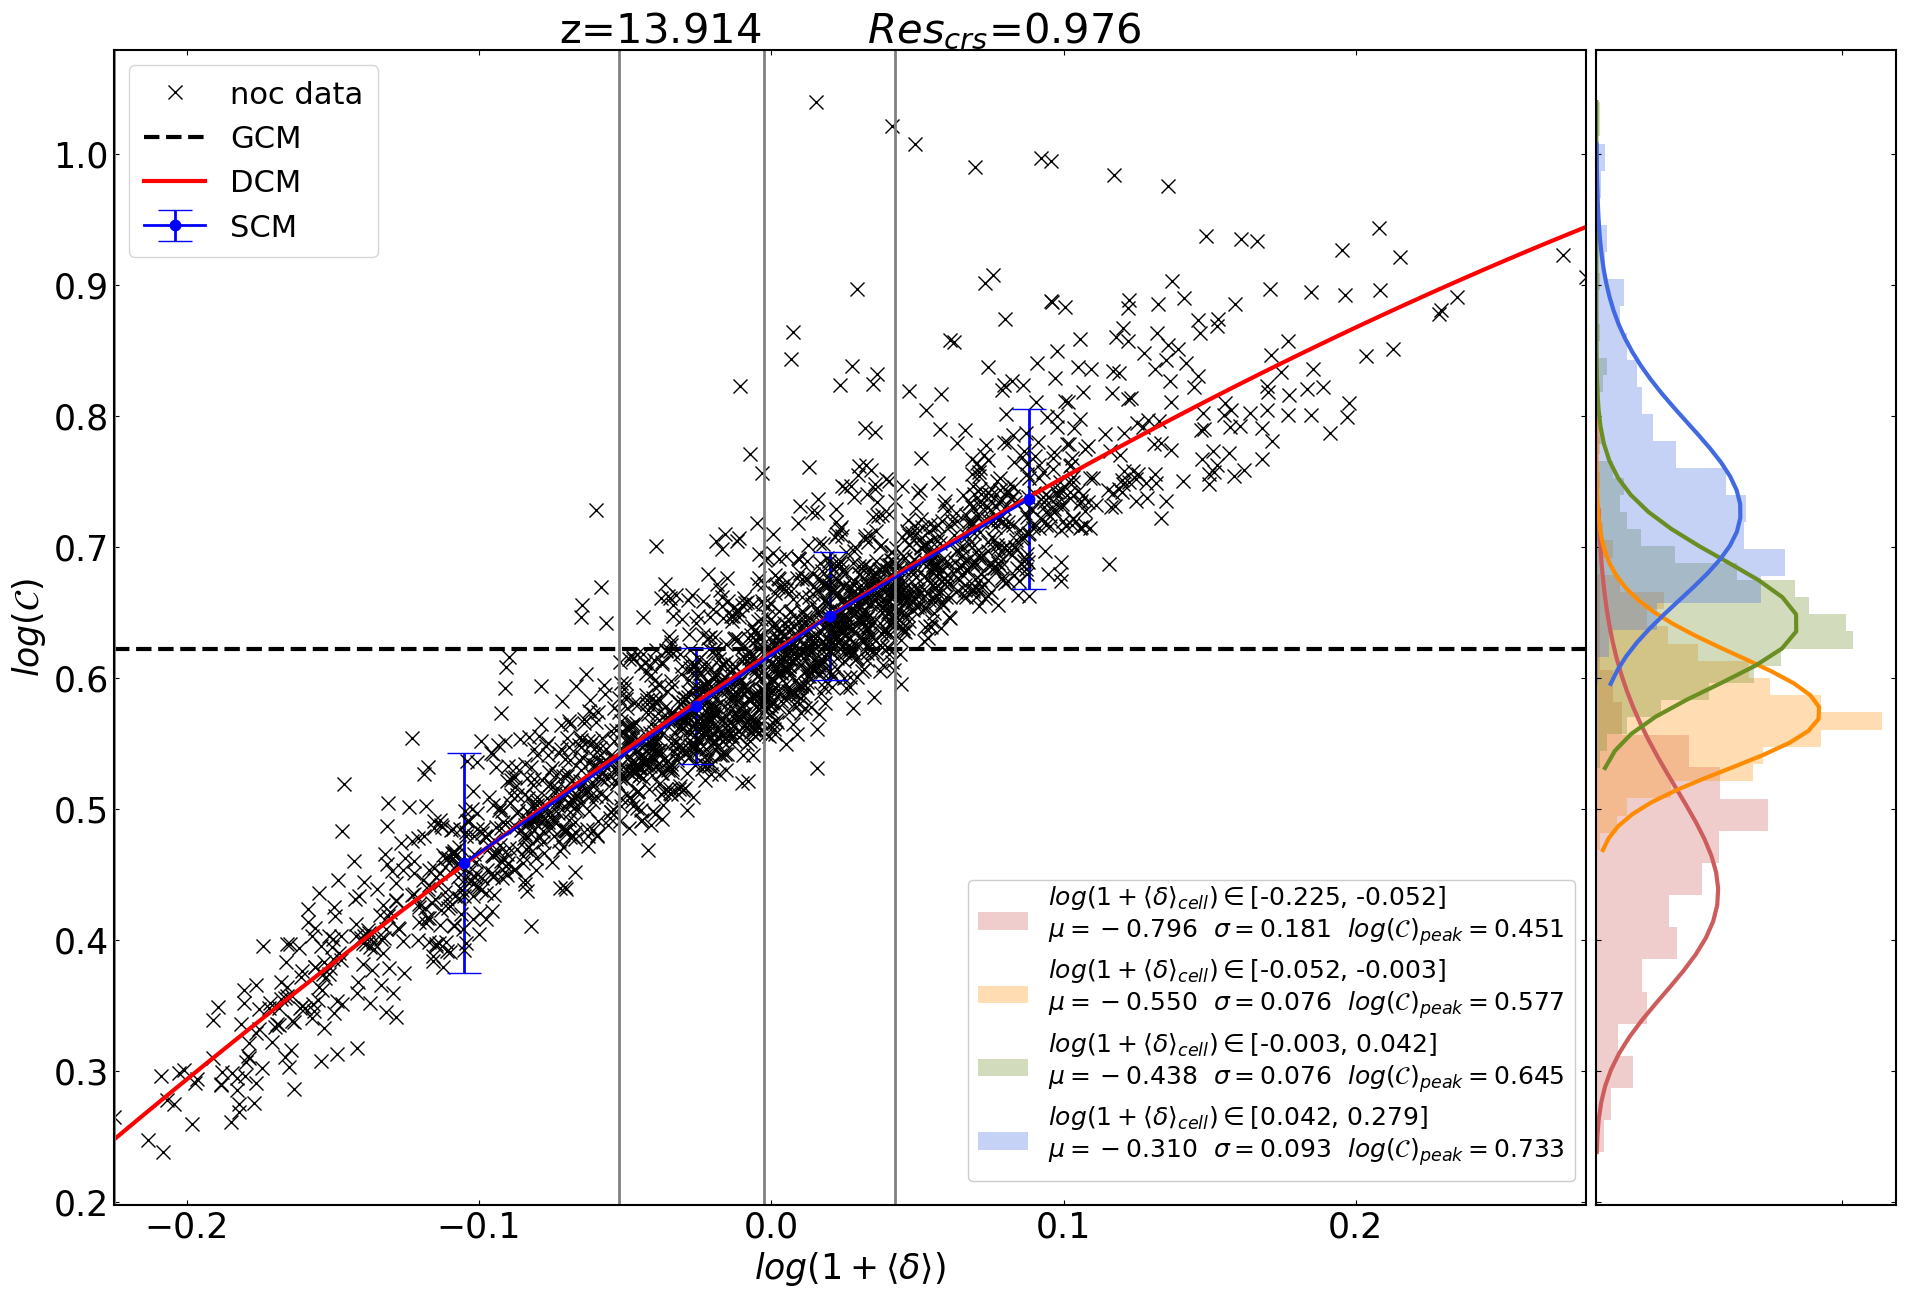 z=13.914 Res_crs=0.976
noc data
GCM
DCM
SCM
log(𝒞)
1.0
0.9
0.8
0.7
0.6
0.5
0.4
0.3
0.2
log(1 + ⟨δ⟩_cell) ∈ [-0.225, -0.052]
μ = −0.796 σ = 0.181 log(𝒞)_peak = 0.451
log(1 + ⟨δ⟩_cell) ∈ [-0.052, -0.003]
μ = −0.550 σ = 0.076 log(𝒞)_peak = 0.577
log(1 + ⟨δ⟩_cell) ∈ [-0.003, 0.042]
μ = −0.438 σ = 0.076 log(𝒞)_peak = 0.645
log(1 + ⟨δ⟩_cell) ∈ [0.042, 0.279]
μ = −0.310 σ = 0.093 log(𝒞)_peak = 0.733
−0.2 −0.1 0.0 0.1 0.2
log(1 + ⟨δ⟩)